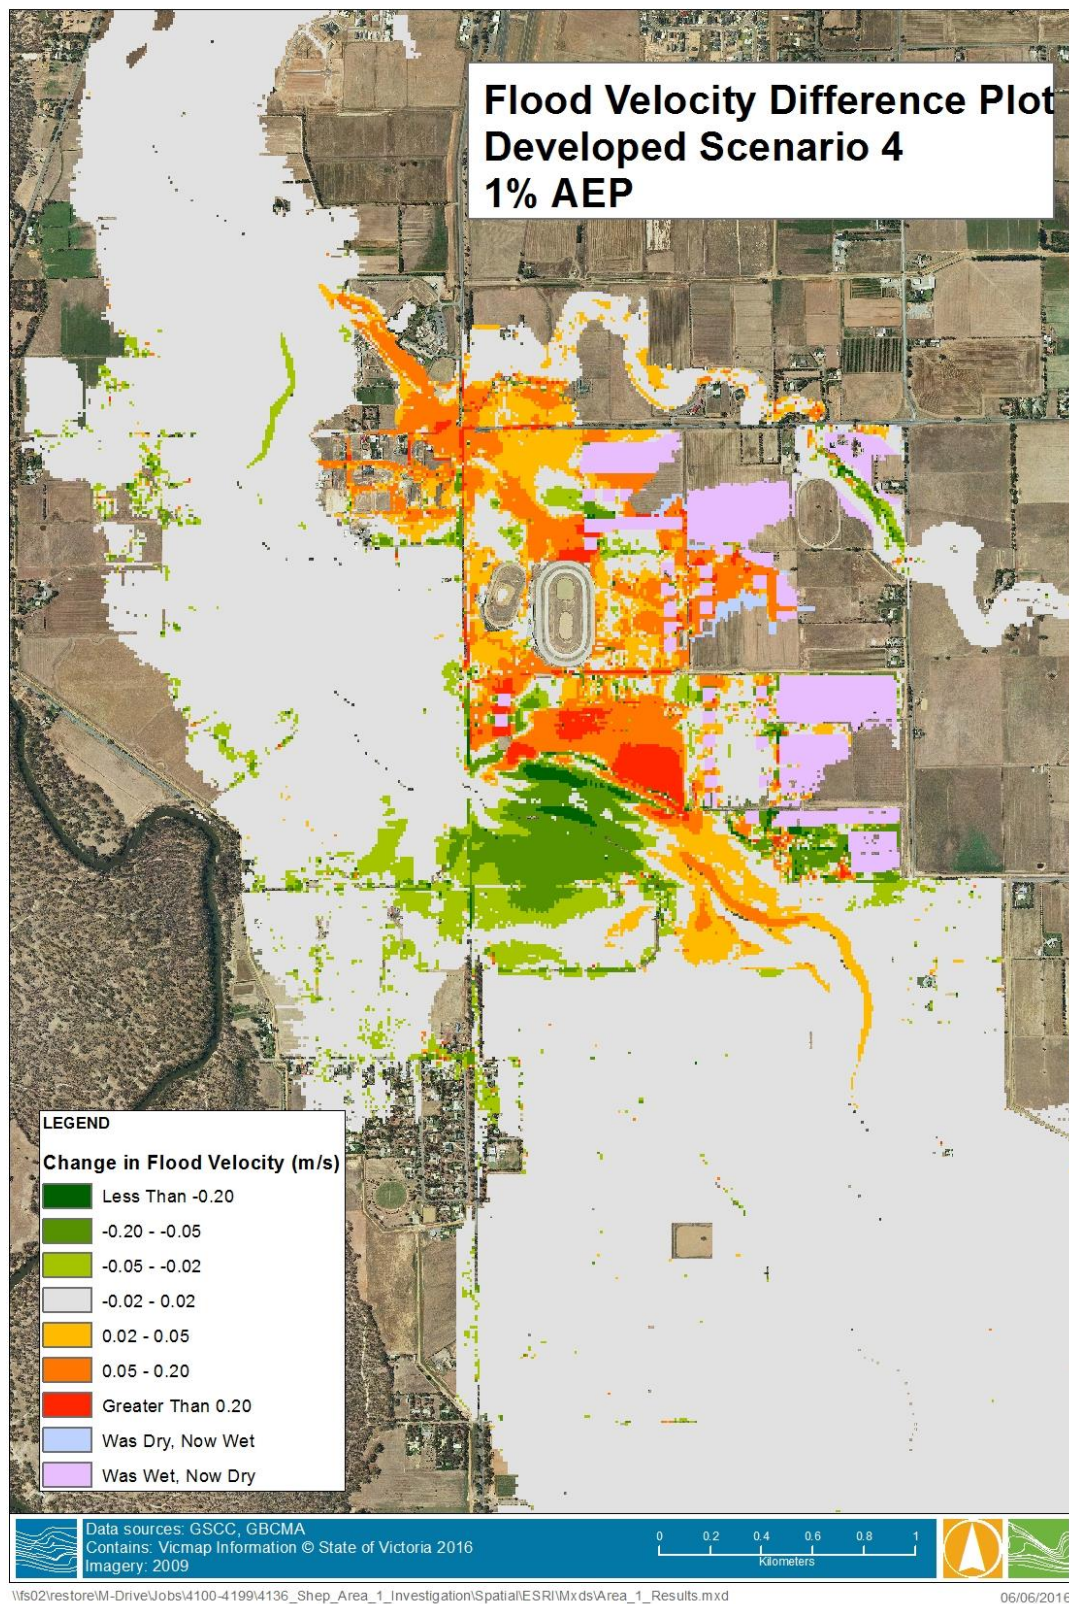 Flood Velocity Difference Plot
Developed Scenario 4
1% AEP
LEGEND
Change in Flood Velocity (m/s)
Less Than -0.20
-0.20 - -0.05
-0.05 - -0.02
-0.02 - 0.02
0.02 - 0.05
0.05 - 0.20
Greater Than 0.20
Was Dry, Now Wet
Was Wet, Now Dry
Data sources: GSCC, GBCMA
Contains: Vicmap Information © State of Victoria 2016
Imagery: 2009
0 0.2 0.4 0.6 0.8 1
Kilometers
\\fs02\restore\M-Drive\Jobs\4100-4199\4136_Shep_Area_1_Investigation\Spatial\ESRI\Mxds\Area_1_Results.mxd
06/06/2016